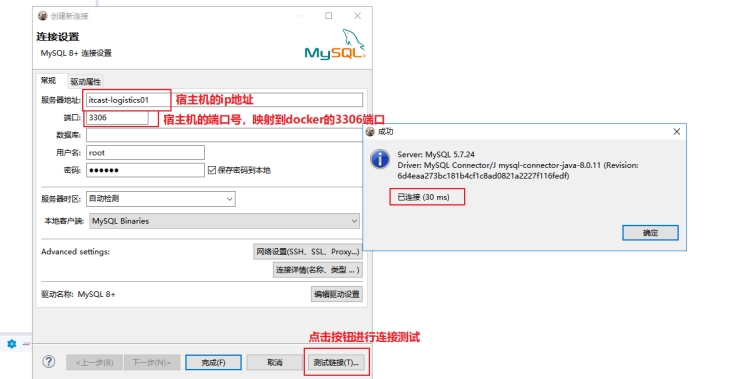 创建新连接
连接设置
MySQL 8+ 连接设置
MySQL
常规 驱动属性
服务器地址: itcast-logistics01 宿主机的ip地址
端口: 3306 宿主机的端口号，映射到docker的3306端口
数据库:
用户名: root
密码: ●●●●●● 保存密码到本地
服务器时区: 自动检测
本地客户端: MySQL Binaries
Advanced settings: 网络设置(SSH、SSL、Proxy...)
连接详情(名称、类型 ... )
驱动名称: MySQL 8+ 编辑驱动设置
点击按钮进行连接测试
<上一步(B) 下一步(N)> 完成(F) 取消 测试链接(T)...
成功
Server: MySQL 5.7.24
Driver: MySQL Connector/J mysql-connector-java-8.0.11 (Revision:
6d4eaa273bc181b4cf1c8ad0821a2227f116fedf)
已连接 (30 ms)
确定